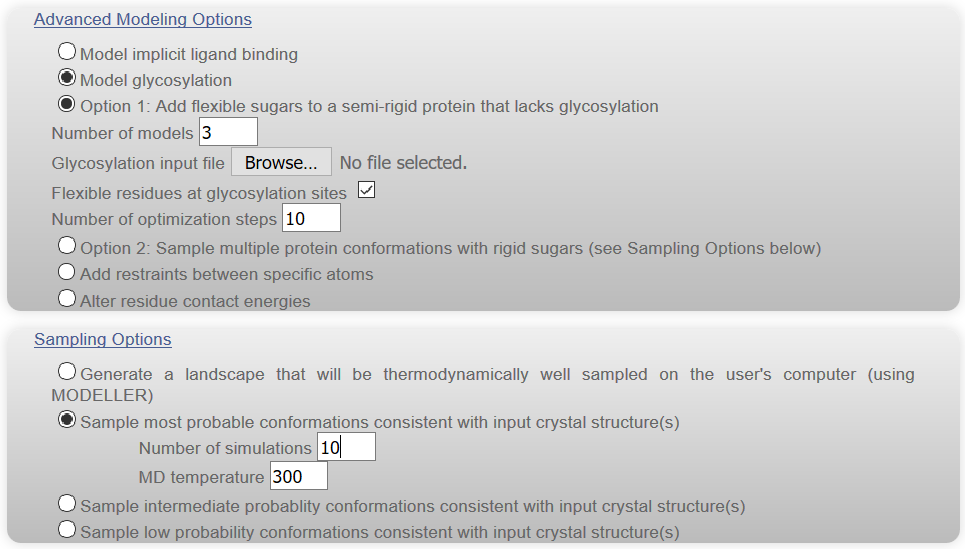 Advanced Modeling Options
Model implicit ligand binding
Model glycosylation
Option 1: Add flexible sugars to a semi-rigid protein that lacks glycosylation
Number of models 3
Glycosylation input file Browse... No file selected.
Flexible residues at glycosylation sites
Number of optimization steps 10
Option 2: Sample multiple protein conformations with rigid sugars (see Sampling Options below)
Add restraints between specific atoms
Alter residue contact energies
Sampling Options
Generate a landscape that will be thermodynamically well sampled on the user's computer (using
MODELLER)
Sample most probable conformations consistent with input crystal structure(s)
Number of simulations 10
MD temperature 300
Sample intermediate probablity conformations consistent with input crystal structure(s)
Sample low probability conformations consistent with input crystal structure(s)